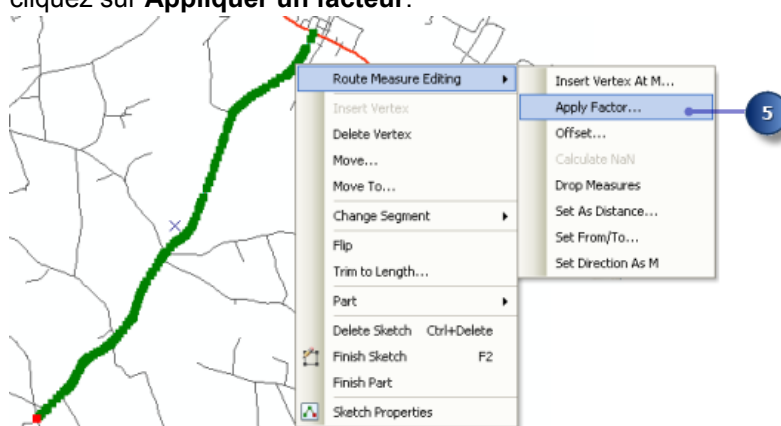 cliquez sur Appliquer un facteur.
Route Measure Editing
Insert Vertex
Delete Vertex
Move...
Move To...
Change Segment
Flip
Trim to Length...
Part
Delete Sketch Ctrl+Delete
Finish Sketch F2
Finish Part
Sketch Properties
Insert Vertex At M...
Apply Factor...
Offset...
Calculate NaN
Drop Measures
Set As Distance...
Set From/To...
Set Direction As M
5